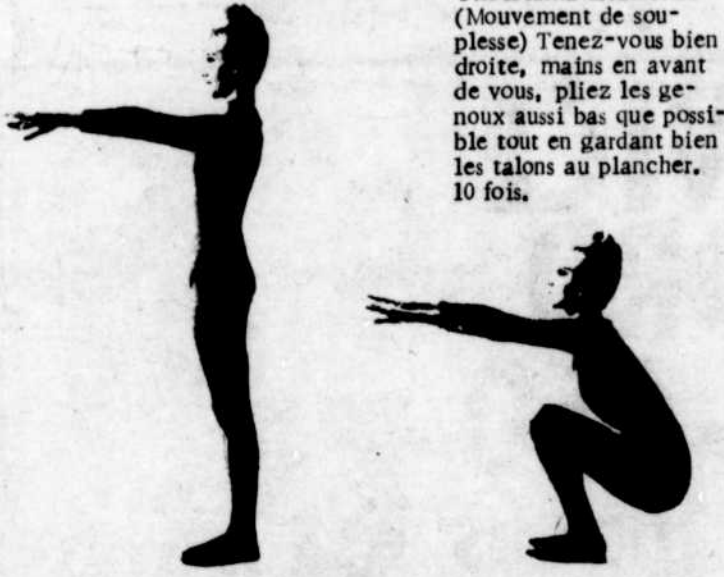 (Mouvement de sou-
plesse) Tenez-vous bien
droite, mains en avant
de vous, pliez les ge-
noux aussi bas que possi-
ble tout en gardant bien
les talons au plancher.
10 fois.